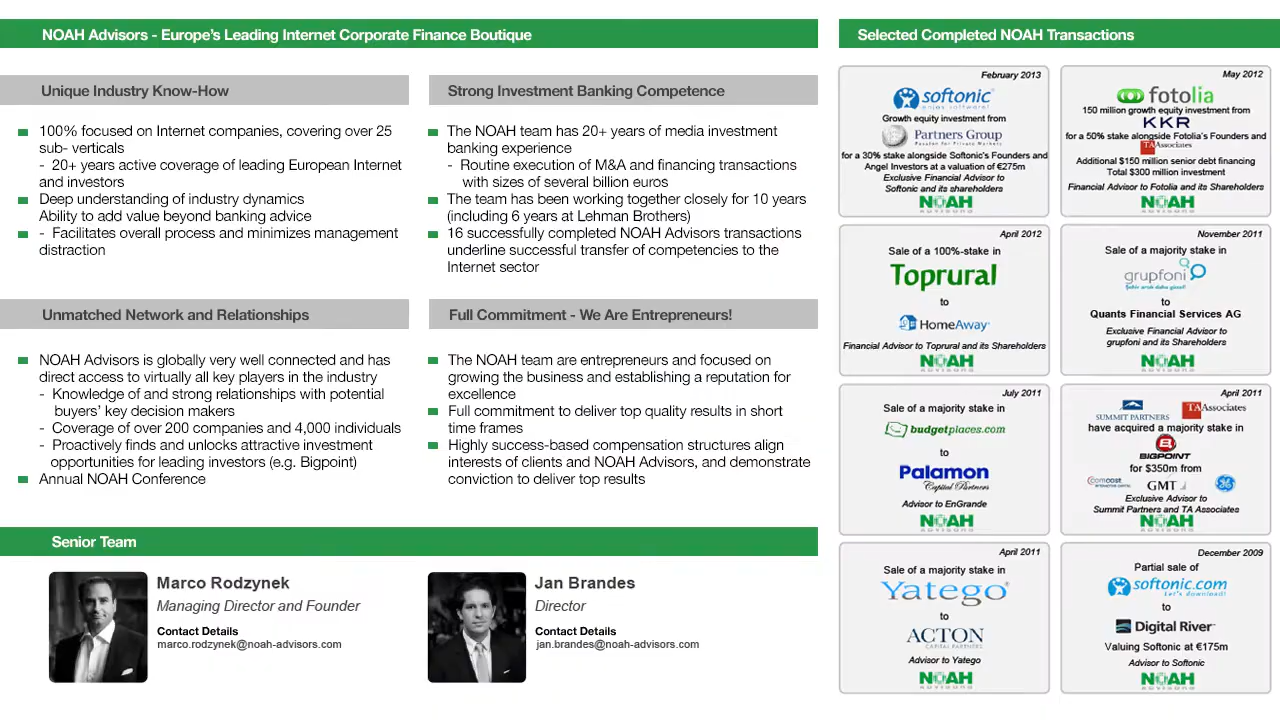 NOAH Advisors - Europe's Leading Internet Corporate Finance Boutique
Unique Industry Know-How
100% focused on Internet companies, covering over 25
sub- verticals
- 20+ years active coverage of leading European Internet
and investors
Deep understanding of industry dynamics
Ability to add value beyond banking advice
- Facilitates overall process and minimizes management
distraction
Strong Investment Banking Competence
The NOAH team has 20+ years of media investment
banking experience
- Routine execution of M&A and financing transactions
with sizes of several billion euros
The team has been working together closely for 10 years
(including 6 years at Lehman Brothers)
16 successfully completed NOAH Advisors transactions
underline successful transfer of competencies to the
Internet sector
Unmatched Network and Relationships
NOAH Advisors is globally very well connected and has
direct access to virtually all key players in the industry
- Knowledge of and strong relationships with potential
buyers' key decision makers
- Coverage of over 200 companies and 4,000 individuals
- Proactively finds and unlocks attractive investment
opportunities for leading investors (e.g. Bigpoint)
Annual NOAH Conference
Full Commitment - We Are Entrepreneurs!
The NOAH team are entrepreneurs and focused on
growing the business and establishing a reputation for
excellence
Full commitment to deliver top quality results in short
time frames
Highly success-based compensation structures align
interests of clients and NOAH Advisors, and demonstrate
conviction to deliver top results
Senior Team
Marco Rodzynek
Managing Director and Founder
Contact Details
marco.rodzynek@noah-advisors.com
Jan Brandes
Director
Contact Details
jan.brandes@noah-advisors.com
Selected Completed NOAH Transactions
February 2013
softonic
enjoy software!
Growth equity investment from
Partners Group
Passion for Private Markets
for a 30% stake alongside Softonic's Founders and
Angel Investors at a valuation of €275m
Exclusive Financial Advisor to
Softonic and its shareholders
NOAH
ADVISORS
May 2012
fotolia
150 million growth equity investment from
KKR
for a 50% stake alongside Fotolia's Founders and
TA Associates
Additional $150 million senior debt financing
Total $300 million investment
Financial Advisor to Fotolia and its Shareholders
NOAH
ADVISORS
April 2012
Sale of a 100%-stake in
Toprural
to
HomeAway
Financial Advisor to Toprural and its Shareholders
NOAH
ADVISORS
November 2011
Sale of a majority stake in
grupfoni
to
Quants Financial Services AG
Exclusive Financial Advisor to
grupfoni and its Shareholders
NOAH
ADVISORS
July 2011
Sale of a majority stake in
budgetplaces.com
to
Palamon
Capital Partners
Advisor to EnGrande
NOAH
ADVISORS
April 2011
SUMMIT PARTNERS TA Associates
have acquired a majority stake in
BIGPOINT
for $350m from
comcast GMT
Exclusive Advisor to
Summit Partners and TA Associates
NOAH
ADVISORS
April 2011
Sale of a majority stake in
Yatego
to
ACTON
CAPITAL PARTNERS
Advisor to Yatego
NOAH
ADVISORS
December 2009
Partial sale of
softonic.com
Let's download!
to
Digital River
Valuing Softonic at €175m
Advisor to Softonic
NOAH
ADVISORS